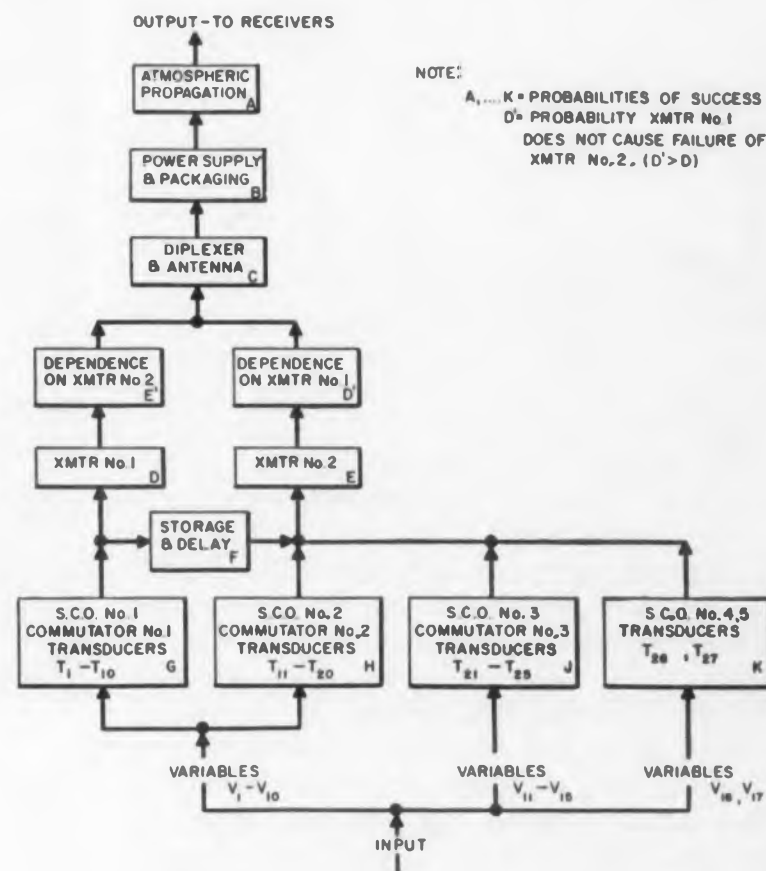 OUTPUT-TO RECEIVERS
ATMOSPHERIC
PROPAGATION
A
NOTE:
A,....K = PROBABILITIES OF SUCCESS
D' = PROBABILITY XMTR No.1
DOES NOT CAUSE FAILURE OF
XMTR No.2. (D'>D)
POWER SUPPLY
& PACKAGING
B
DIPLEXER
& ANTENNA
C
DEPENDENCE
ON XMTR No.2
E'
DEPENDENCE
ON XMTR No.1
D'
XMTR No.1
D
XMTR No.2
E
STORAGE
& DELAY
F
S.C.O. No.1
COMMUTATOR No.1
TRANSDUCERS
T₁ - T₁₀ G
S.C.O. No.2
COMMUTATOR No.2
TRANSDUCERS
T₁₁ - T₂₀ H
S.C.O. No.3
COMMUTATOR No.3
TRANSDUCERS
T₂₁ - T₂₅ J
S.C.O. No.4,5
TRANSDUCERS
T₂₆ , T₂₇
K
VARIABLES
V₁ - V₁₀
VARIABLES
V₁₁ - V₁₅
VARIABLES
V₁₆, V₁₇
INPUT